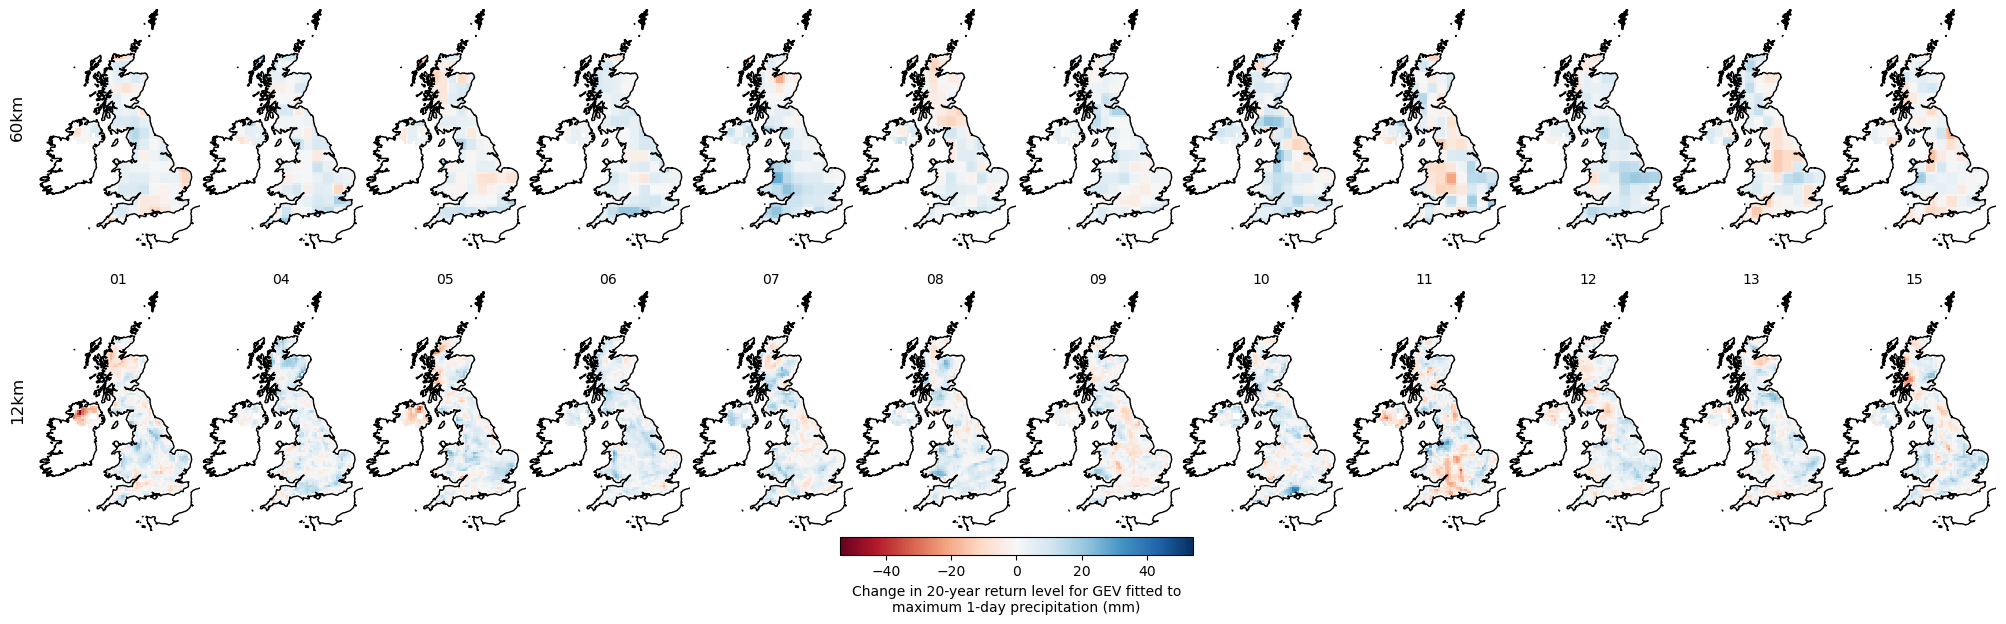 60km
01 04 05 06 07 08 09 10 11 12 13 15
12km
−40 −20 0 20 40
Change in 20-year return level for GEV fitted to
maximum 1-day precipitation (mm)